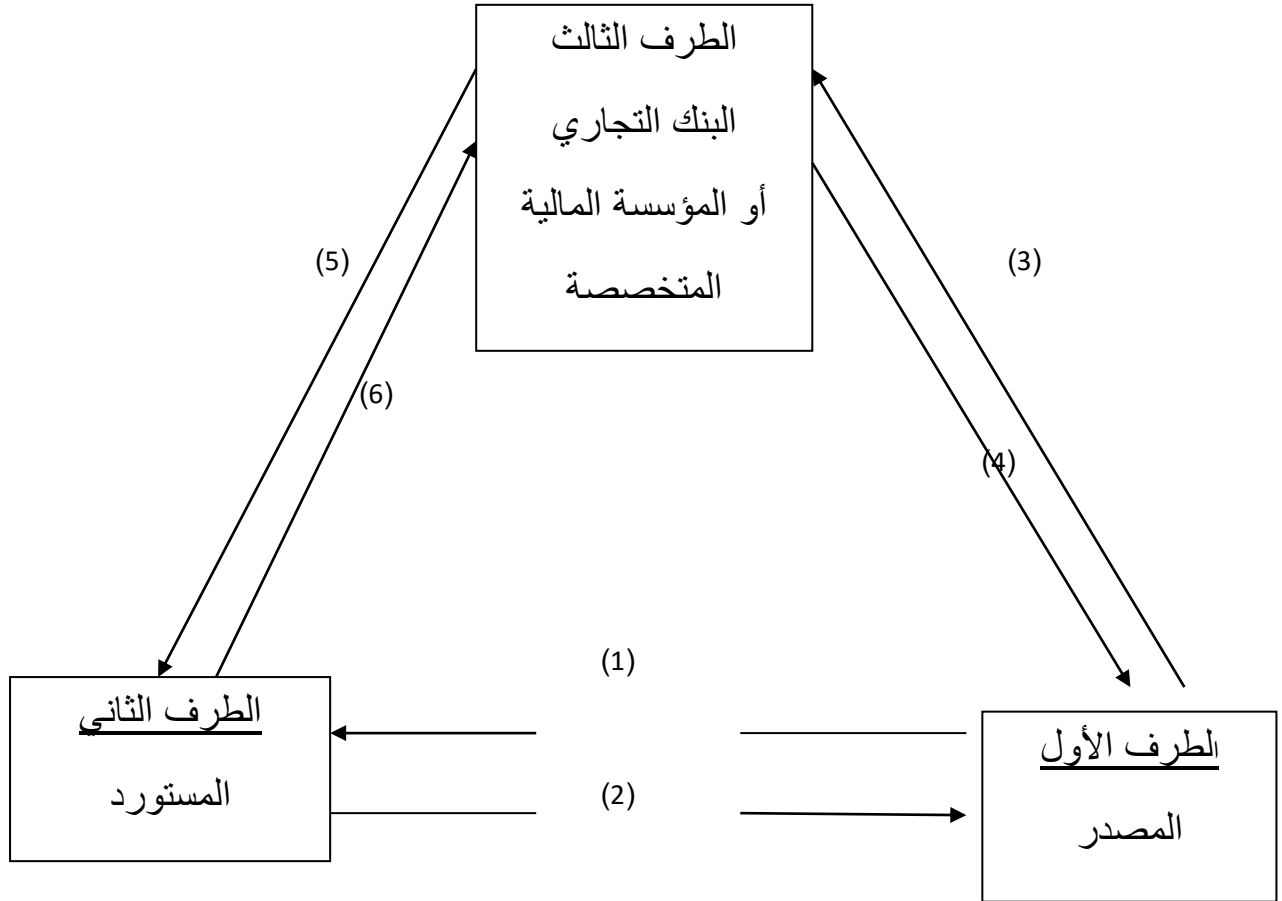 الطرف الثالث
البنك التجاري
أو المؤسسة المالية
المتخصصة
(5)
(3)
(6)
(4)
(1)
الطرف الثاني
المستورد
(2)
الطرف الأول
المصدر